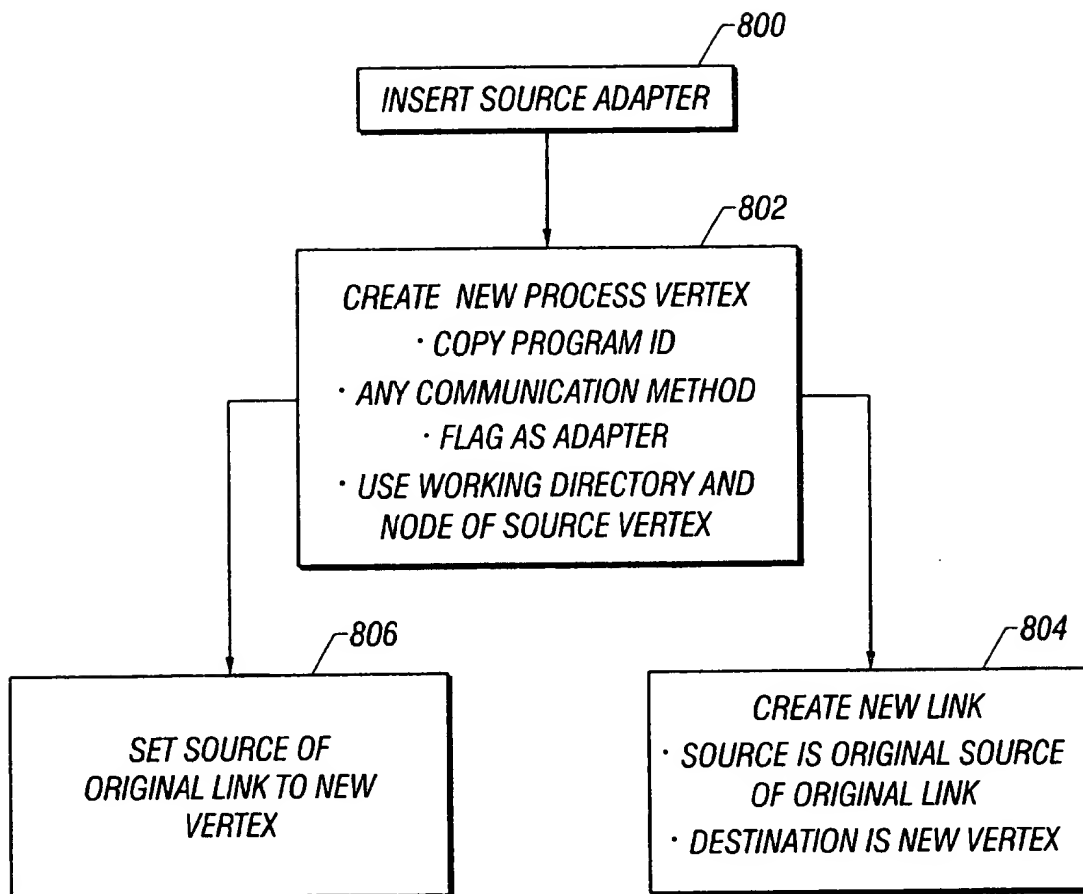 800
INSERT SOURCE ADAPTER
802
CREATE NEW PROCESS VERTEX
· COPY PROGRAM ID
· ANY COMMUNICATION METHOD
· FLAG AS ADAPTER
· USE WORKING DIRECTORY AND
NODE OF SOURCE VERTEX
806
SET SOURCE OF
ORIGINAL LINK TO NEW
VERTEX
804
CREATE NEW LINK
· SOURCE IS ORIGINAL SOURCE
OF ORIGINAL LINK
· DESTINATION IS NEW VERTEX